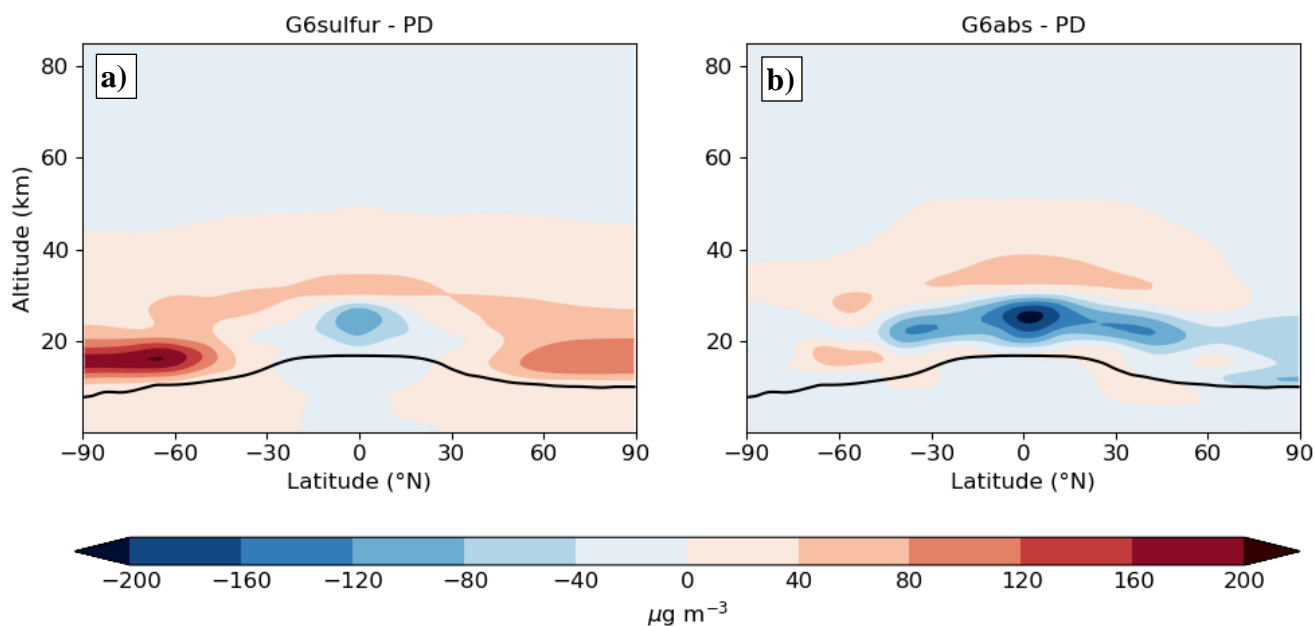 G6sulfur - PD
G6abs - PD
a)
b)
80
60
40
20
Altitude (km)
80
60
40
20
−90 −60 −30 0 30 60 90
−90 −60 −30 0 30 60 90
Latitude (°N)
Latitude (°N)
−200 −160 −120 −80 −40 0 40 80 120 160 200
μg m⁻³